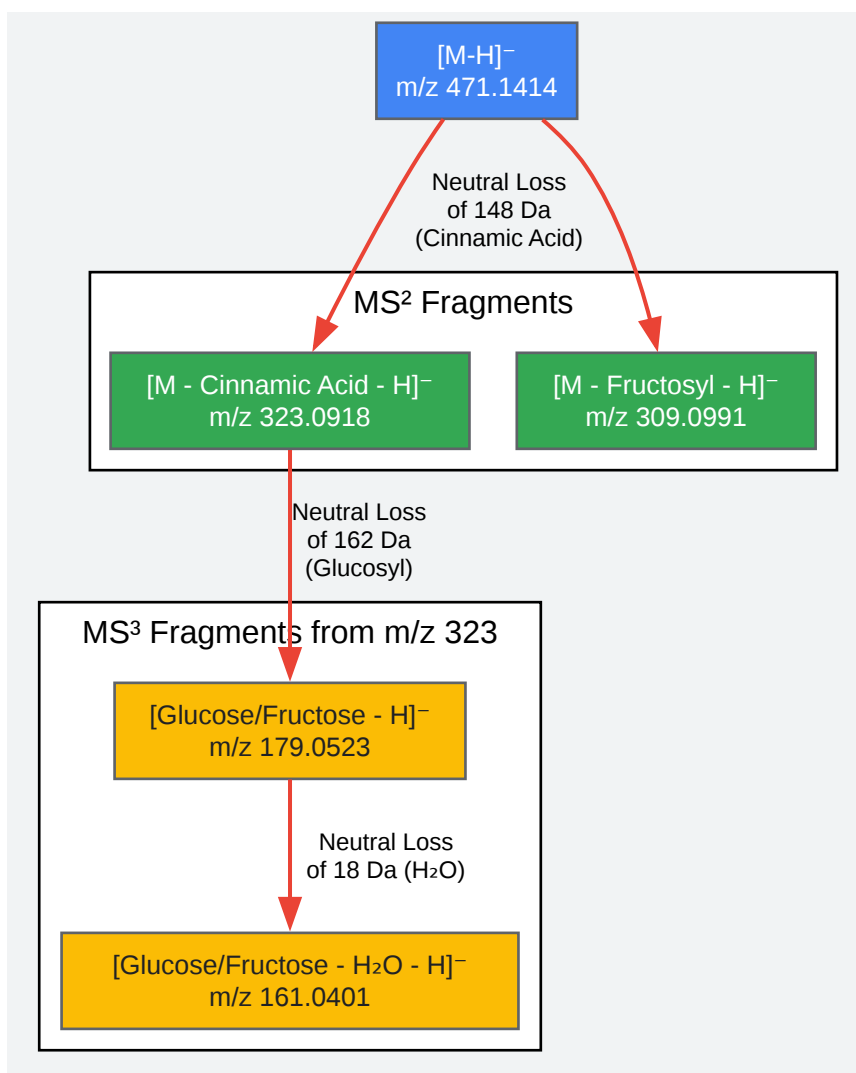 [M-H]⁻
m/z 471.1414
Neutral Loss
of 148 Da
(Cinnamic Acid)
MS² Fragments
[M - Cinnamic Acid - H]⁻
m/z 323.0918
[M - Fructosyl - H]⁻
m/z 309.0991
Neutral Loss
of 162 Da
(Glucosyl)
MS³ Fragments from m/z 323
[Glucose/Fructose - H]⁻
m/z 179.0523
Neutral Loss
of 18 Da (H₂O)
[Glucose/Fructose - H₂O - H]⁻
m/z 161.0401